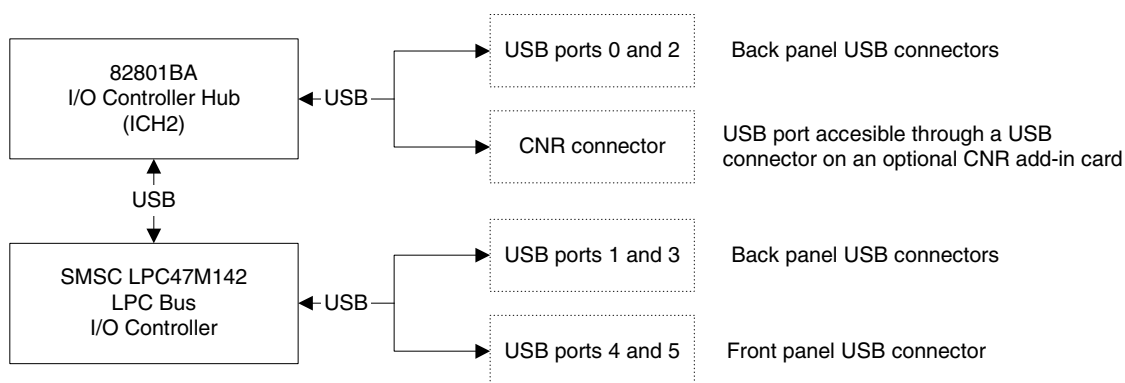 USB ports 0 and 2
Back panel USB connectors
82801BA
I/O Controller Hub
(ICH2)
USB
CNR connector
USB port accesible through a USB
connector on an optional CNR add-in card
USB
USB ports 1 and 3
Back panel USB connectors
SMSC LPC47M142
LPC Bus
I/O Controller
USB
USB ports 4 and 5
Front panel USB connector